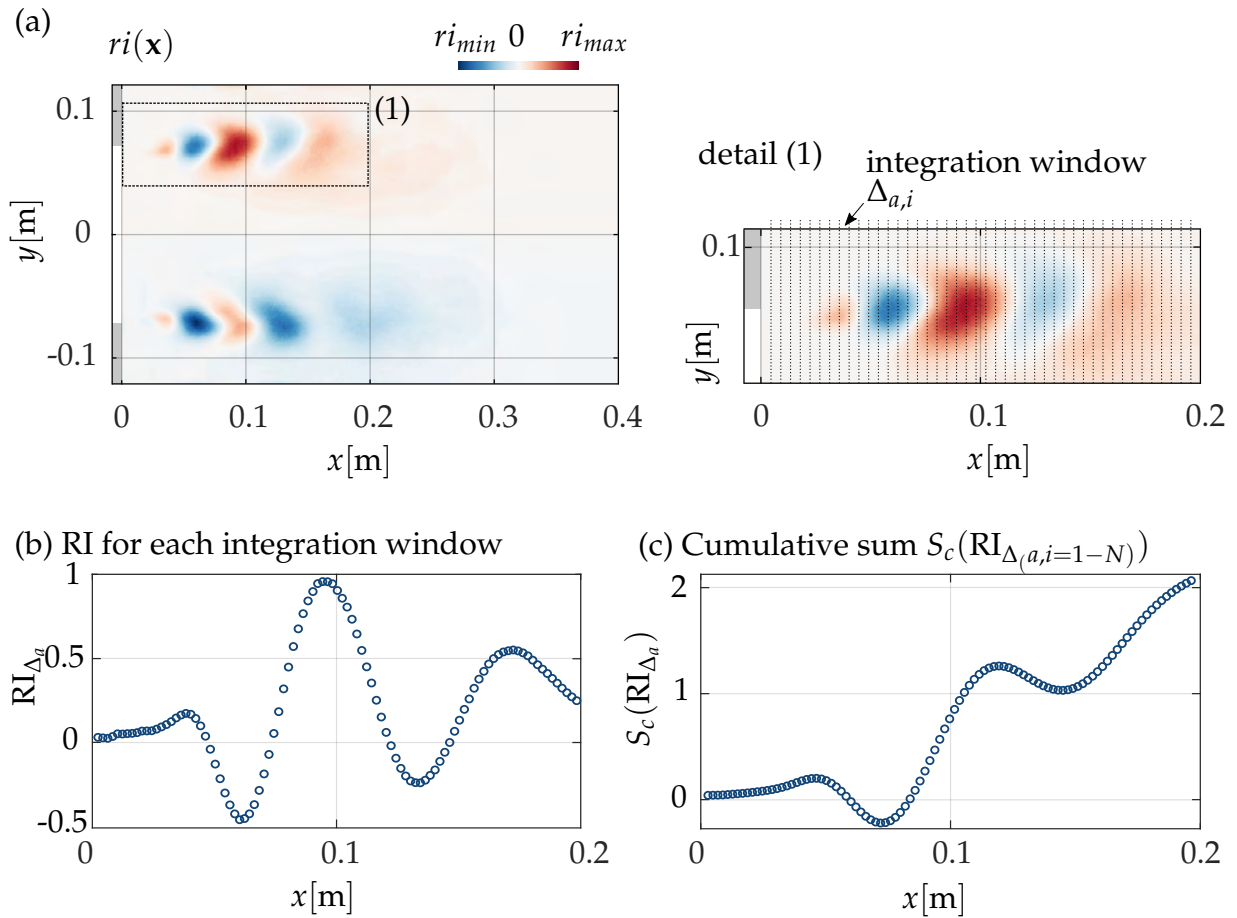 (a)
ri(x)
ri_min 0 ri_max
0.1
0
-0.1
y[m]
(1)
0 0.1 0.2 0.3 0.4
x[m]
detail (1)
integration window
Δ_a,i
0.1
y[m]
0 0.1 0.2
x[m]
(b) RI for each integration window
1
0.5
0
-0.5
RI_Δ_a
0 0.1 0.2
x[m]
(c) Cumulative sum S_c(RI_Δ_(a,i=1−N))
2
1
0
S_c(RI_Δ_a)
0 0.1 0.2
x[m]